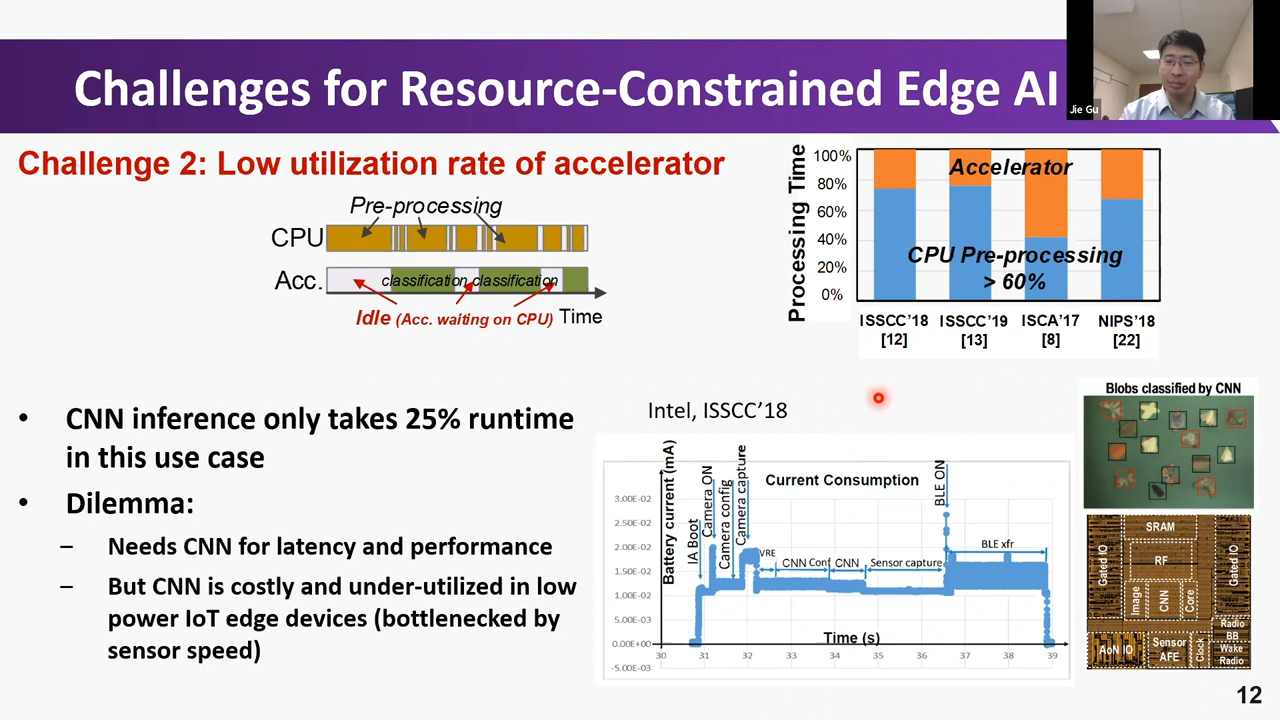 Challenges for Resource-Constrained Edge AI
Jie Gu
Challenge 2: Low utilization rate of accelerator
Pre-processing
CPU
Acc.
classification
classification
Idle (Acc. waiting on CPU)
Time
Processing Time
100%
80%
60%
40%
20%
0%
Accelerator
CPU Pre-processing
> 60%
ISSCC'18
[12]
ISSCC'19
[13]
ISCA'17
[8]
NIPS'18
[22]
• CNN inference only takes 25% runtime
in this use case
• Dilemma:
– Needs CNN for latency and performance
– But CNN is costly and under-utilized in low
power IoT edge devices (bottlenecked by
sensor speed)
Intel, ISSCC'18
Current Consumption
Battery current (mA)
3.00E-02
2.50E-02
2.00E-02
1.50E-02
1.00E-02
5.00E-03
0.00E+00
-5.00E-03
IA Boot
Camera ON
Camera config
Camera capture
VRE
CNN Conf
CNN
Sensor capture
BLE ON
BLE xfr
Time (s)
30
31
32
33
34
35
36
37
38
39
Blobs classified by CNN
SRAM
Gated IO
RF
Gated IO
Image
CNN
Core
AoN IO
Sensor
AFE
Clock
Radio
BB
Wake
Radio
12